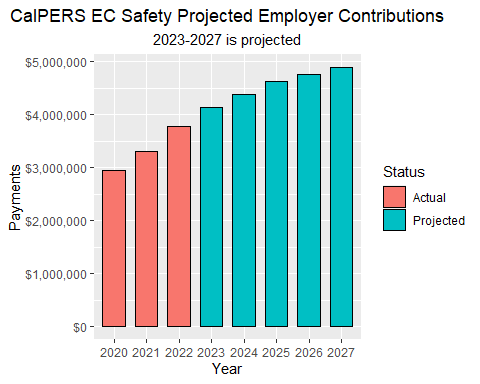 CalPERS EC Safety Projected Employer Contributions
2023-2027 is projected
$5,000,000
$4,000,000
$3,000,000
$2,000,000
$1,000,000
$0
Payments
2020 2021 2022 2023 2024 2025 2026 2027
Year
Status
Actual
Projected